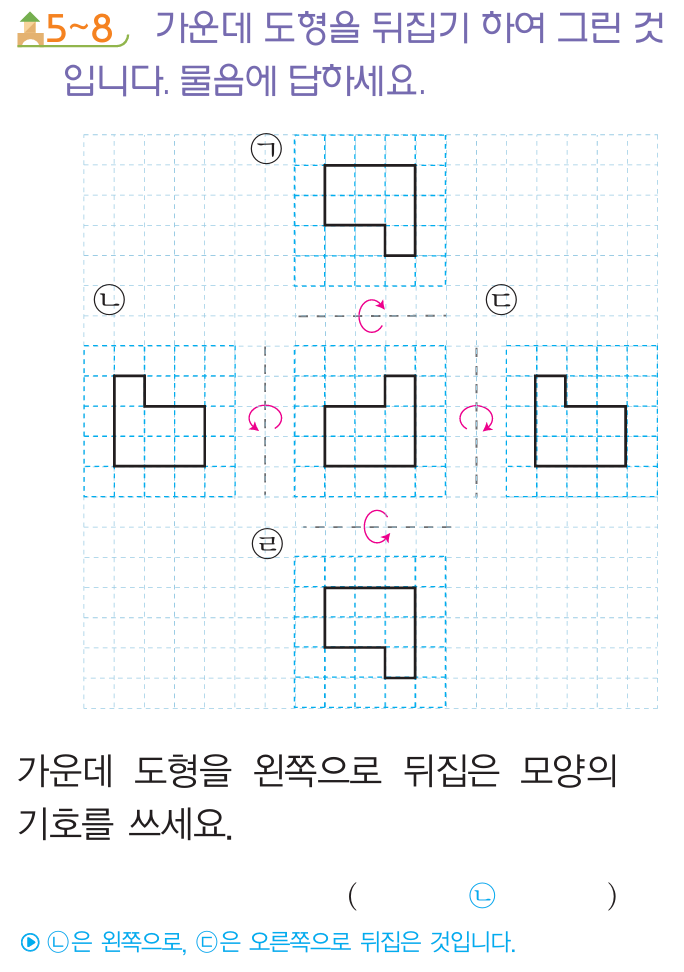 5~8 가운데 도형을 뒤집기 하여 그린 것
입니다. 물음에 답하세요.
㉠
㉡ ㉢
㉣
가운데 도형을 왼쪽으로 뒤집은 모양의
기호를 쓰세요.
( ㉡ )
㉡은 왼쪽으로, ㉢은 오른쪽으로 뒤집은 것입니다.